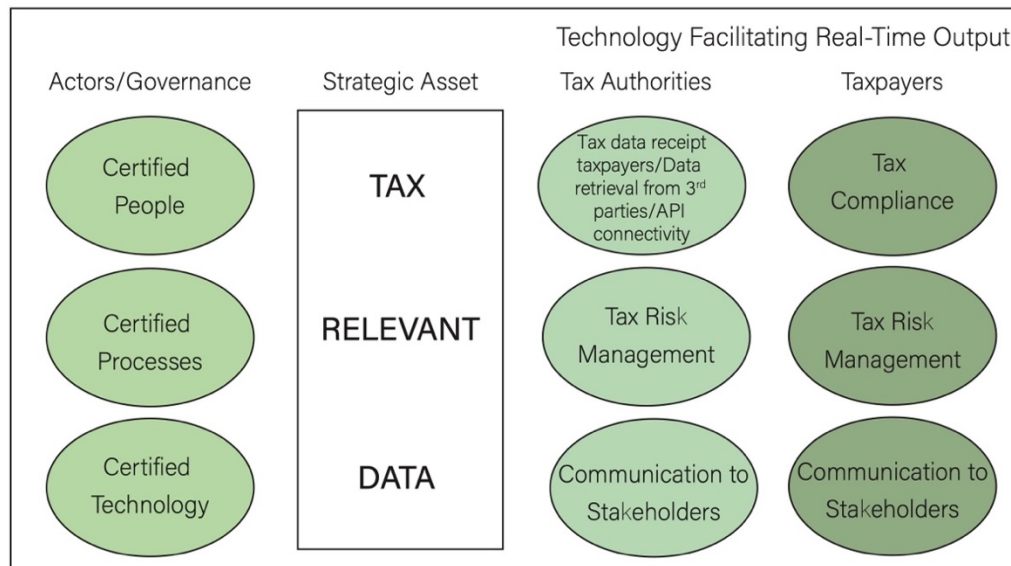 Technology Facilitating Real-Time Output
Actors/Governance
Strategic Asset
Tax Authorities
Taxpayers
Certified
People
TAX
Tax data receipt
taxpayers/Data
retrieval from 3rd
parties/API
connectivity
Tax
Compliance
Certified
Processes
RELEVANT
Tax Risk
Management
Tax Risk
Management
Certified
Technology
DATA
Communication to
Stakeholders
Communication to
Stakeholders